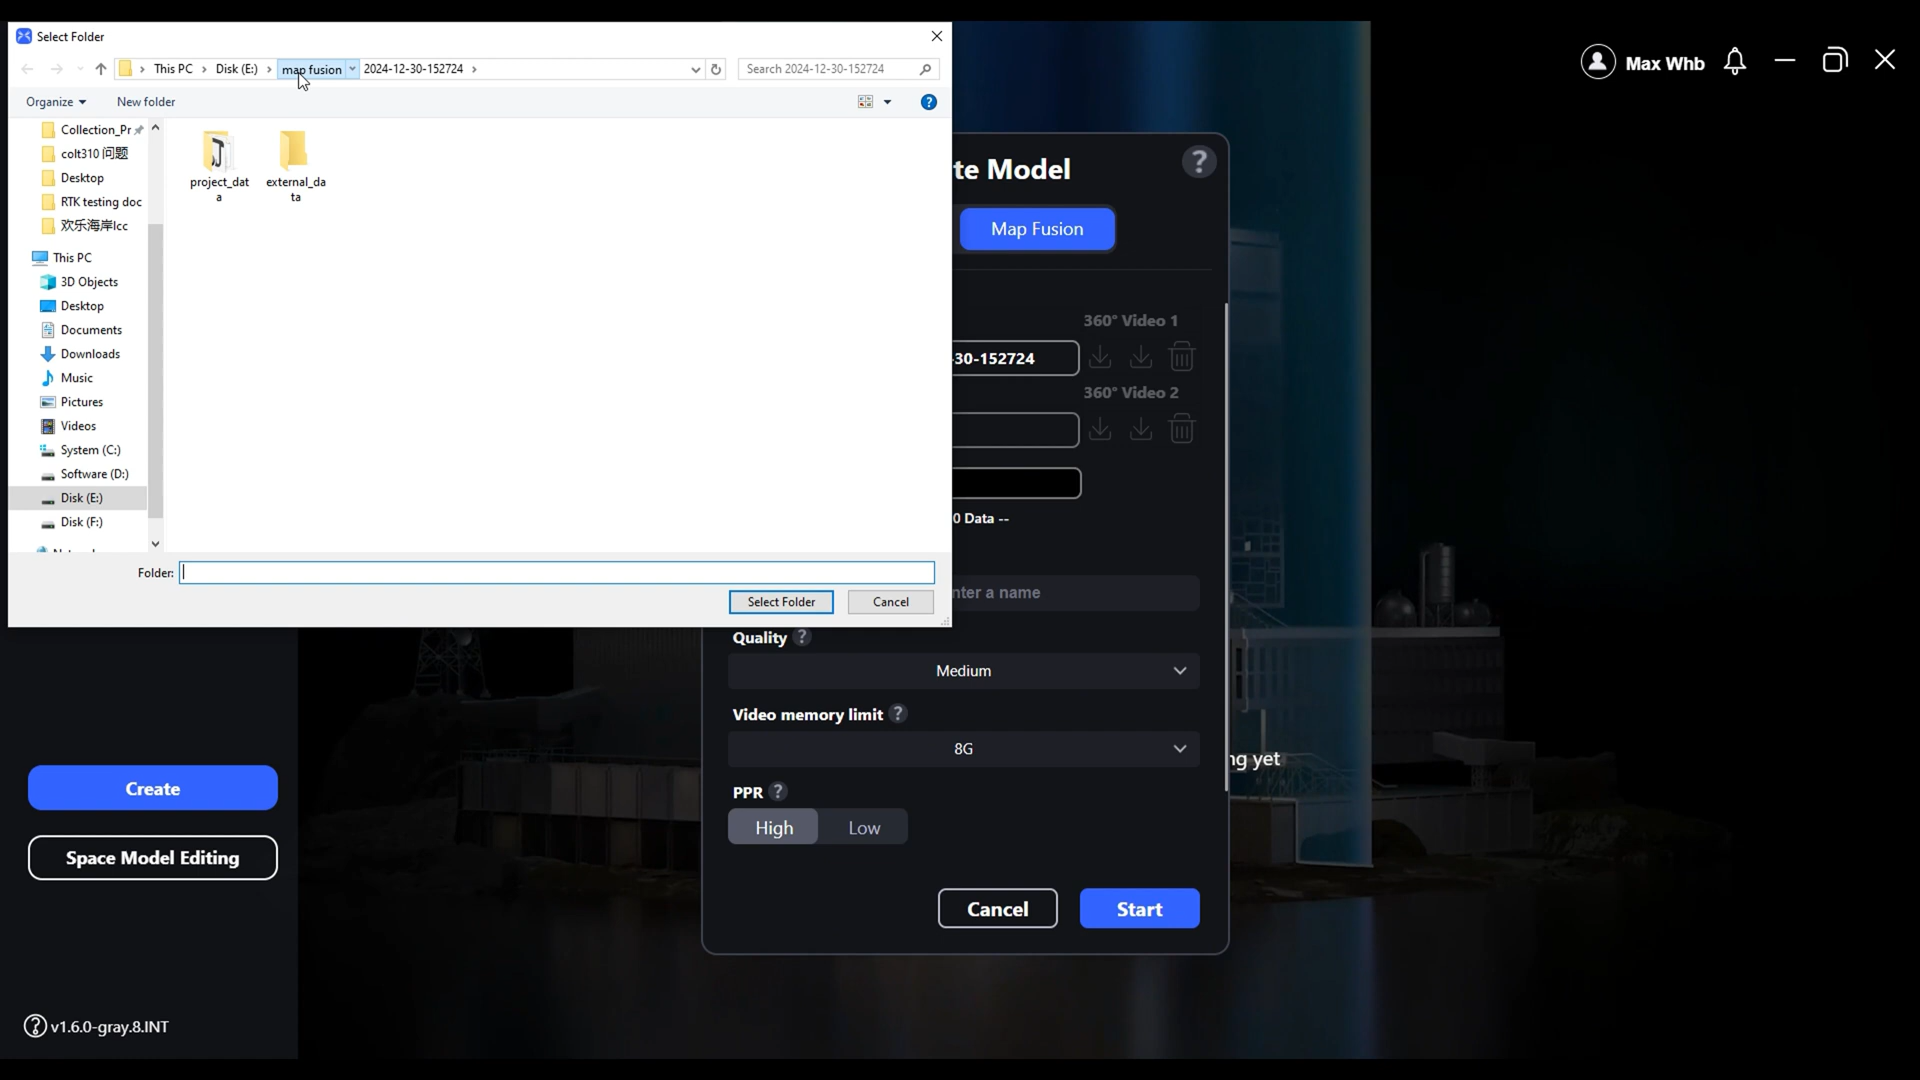 Select Folder
This PC
Disk (E:)
map fusion
2024-12-30-152724
Search 2024-12-30-152724
Organize
New folder
Collection_Pr
colt310 问题
Desktop
RTK testing doc
欢乐海岸lcc
This PC
3D Objects
Desktop
Documents
Downloads
Music
Pictures
Videos
System (C:)
Software (D:)
Disk (E:)
Disk (F:)
project_dat
a
external_da
ta
Folder:
Select Folder
Cancel
Max Whb
te Model
?
Map Fusion
360° Video 1
-30-152724
360° Video 2
0 Data --
nter a name
Quality ?
Medium
Video memory limit ?
8G
PPR ?
High
Low
Cancel
Start
ng yet
Create
Space Model Editing
? v1.6.0-gray.8.INT